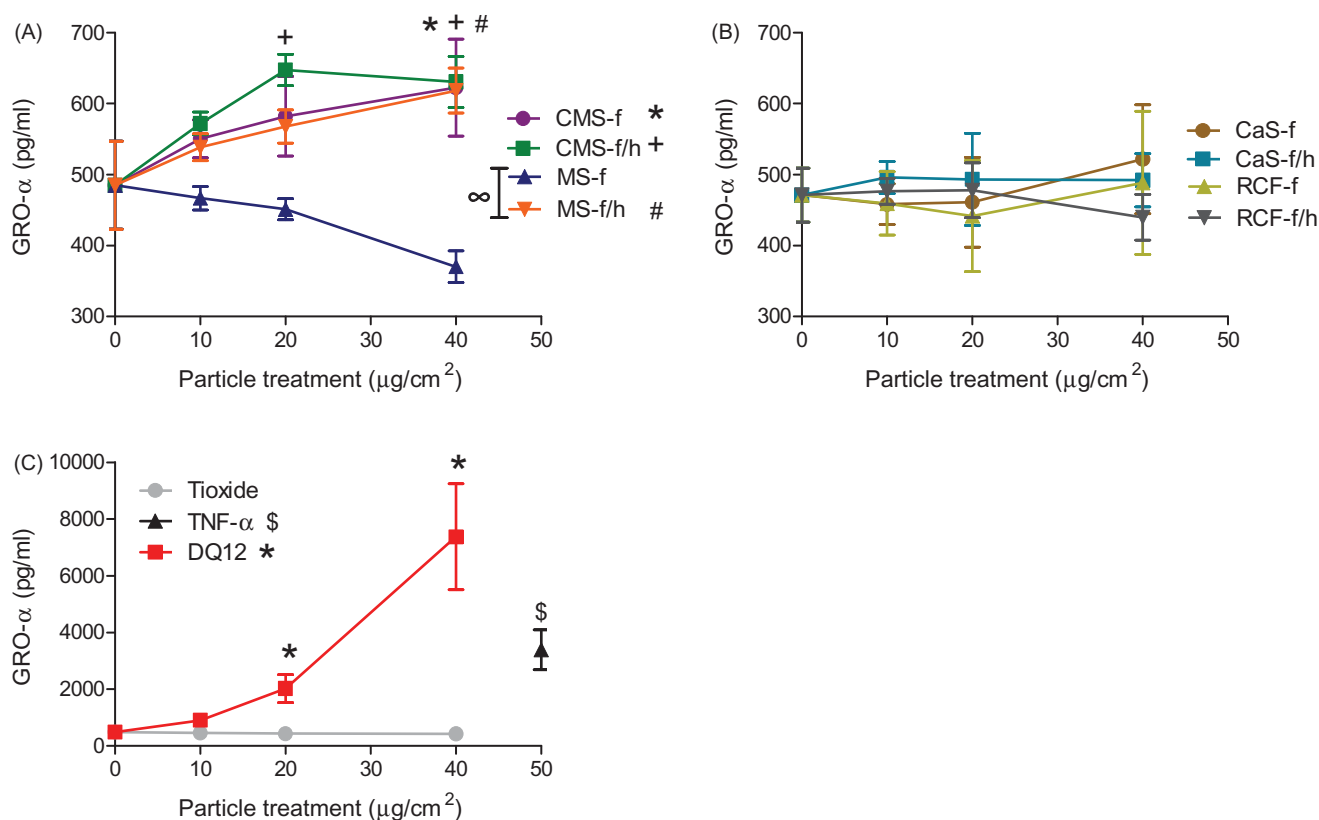 (A)
700
600
500
400
300
GRO-α (pg/ml)
0 10 20 30 40 50
Particle treatment (μg/cm²)
+
* + #
CMS-f *
CMS-f/h +
MS-f
MS-f/h #
∞
(B)
700
600
500
400
300
GRO-α (pg/ml)
0 10 20 30 40 50
Particle treatment (μg/cm²)
CaS-f
CaS-f/h
RCF-f
RCF-f/h
(C)
10000
8000
6000
4000
2000
0
GRO-α (pg/ml)
0 10 20 30 40 50
Particle treatment (μg/cm²)
Tioxide
TNF-α $
DQ12 *
*
*
$